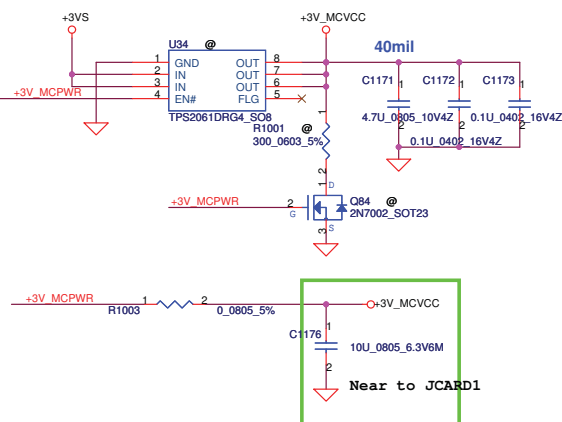 +3VS
+3V_MCVCC
U34 @
40mil
1 GND OUT 8
2 IN OUT 7
3 IN OUT 6
+3V_MCPWR 4 EN# FLG 5
TPS2061DRG4_SO8
C1171 1 C1172 1 C1173 1
4.7U_0805_10V4Z 0.1U_0402_16V4Z
2 2 2
0.1U_0402_16V4Z
1
R1001 @
300_0603_5%
2
1 D
+3V_MCPWR 2 G
Q84 @
2N7002_SOT23
3 S
+3V_MCPWR 1 2 +3V_MCVCC
R1003 0_0805_5%
C1176 1
10U_0805_6.3V6M
2
Near to JCARD1